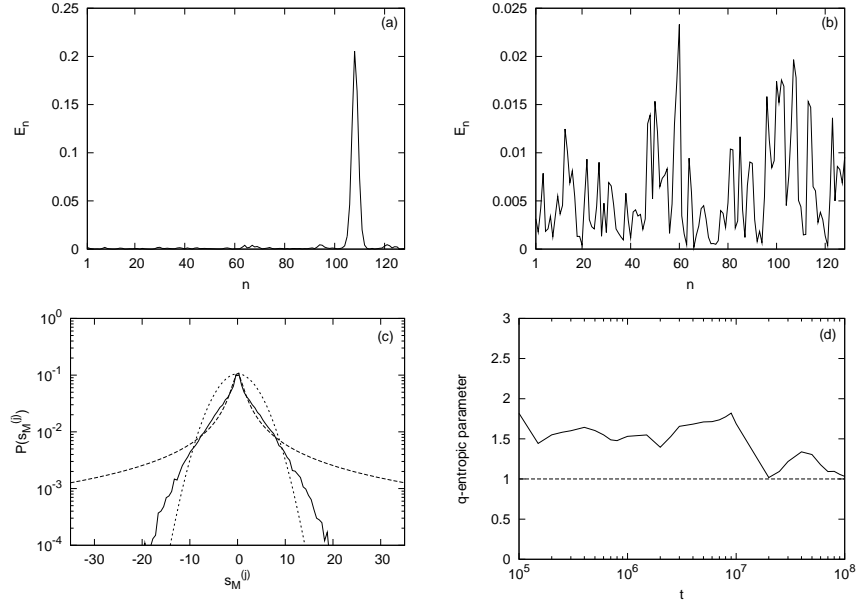 (a)
0.25
0.2
0.15
0.1
0.05
0
E_n
1 20 40 60 80 100 120
n
(b)
0.025
0.02
0.015
0.01
0.005
0
E_n
1 20 40 60 80 100 120
n
(c)
10^0
10^-1
10^-2
10^-3
10^-4
P(s_M^(j))
-30 -20 -10 0 10 20 30
s_M^(j)
(d)
3
2.5
2
1.5
1
0.5
0
q-entropic parameter
10^5 10^6 10^7 10^8
t